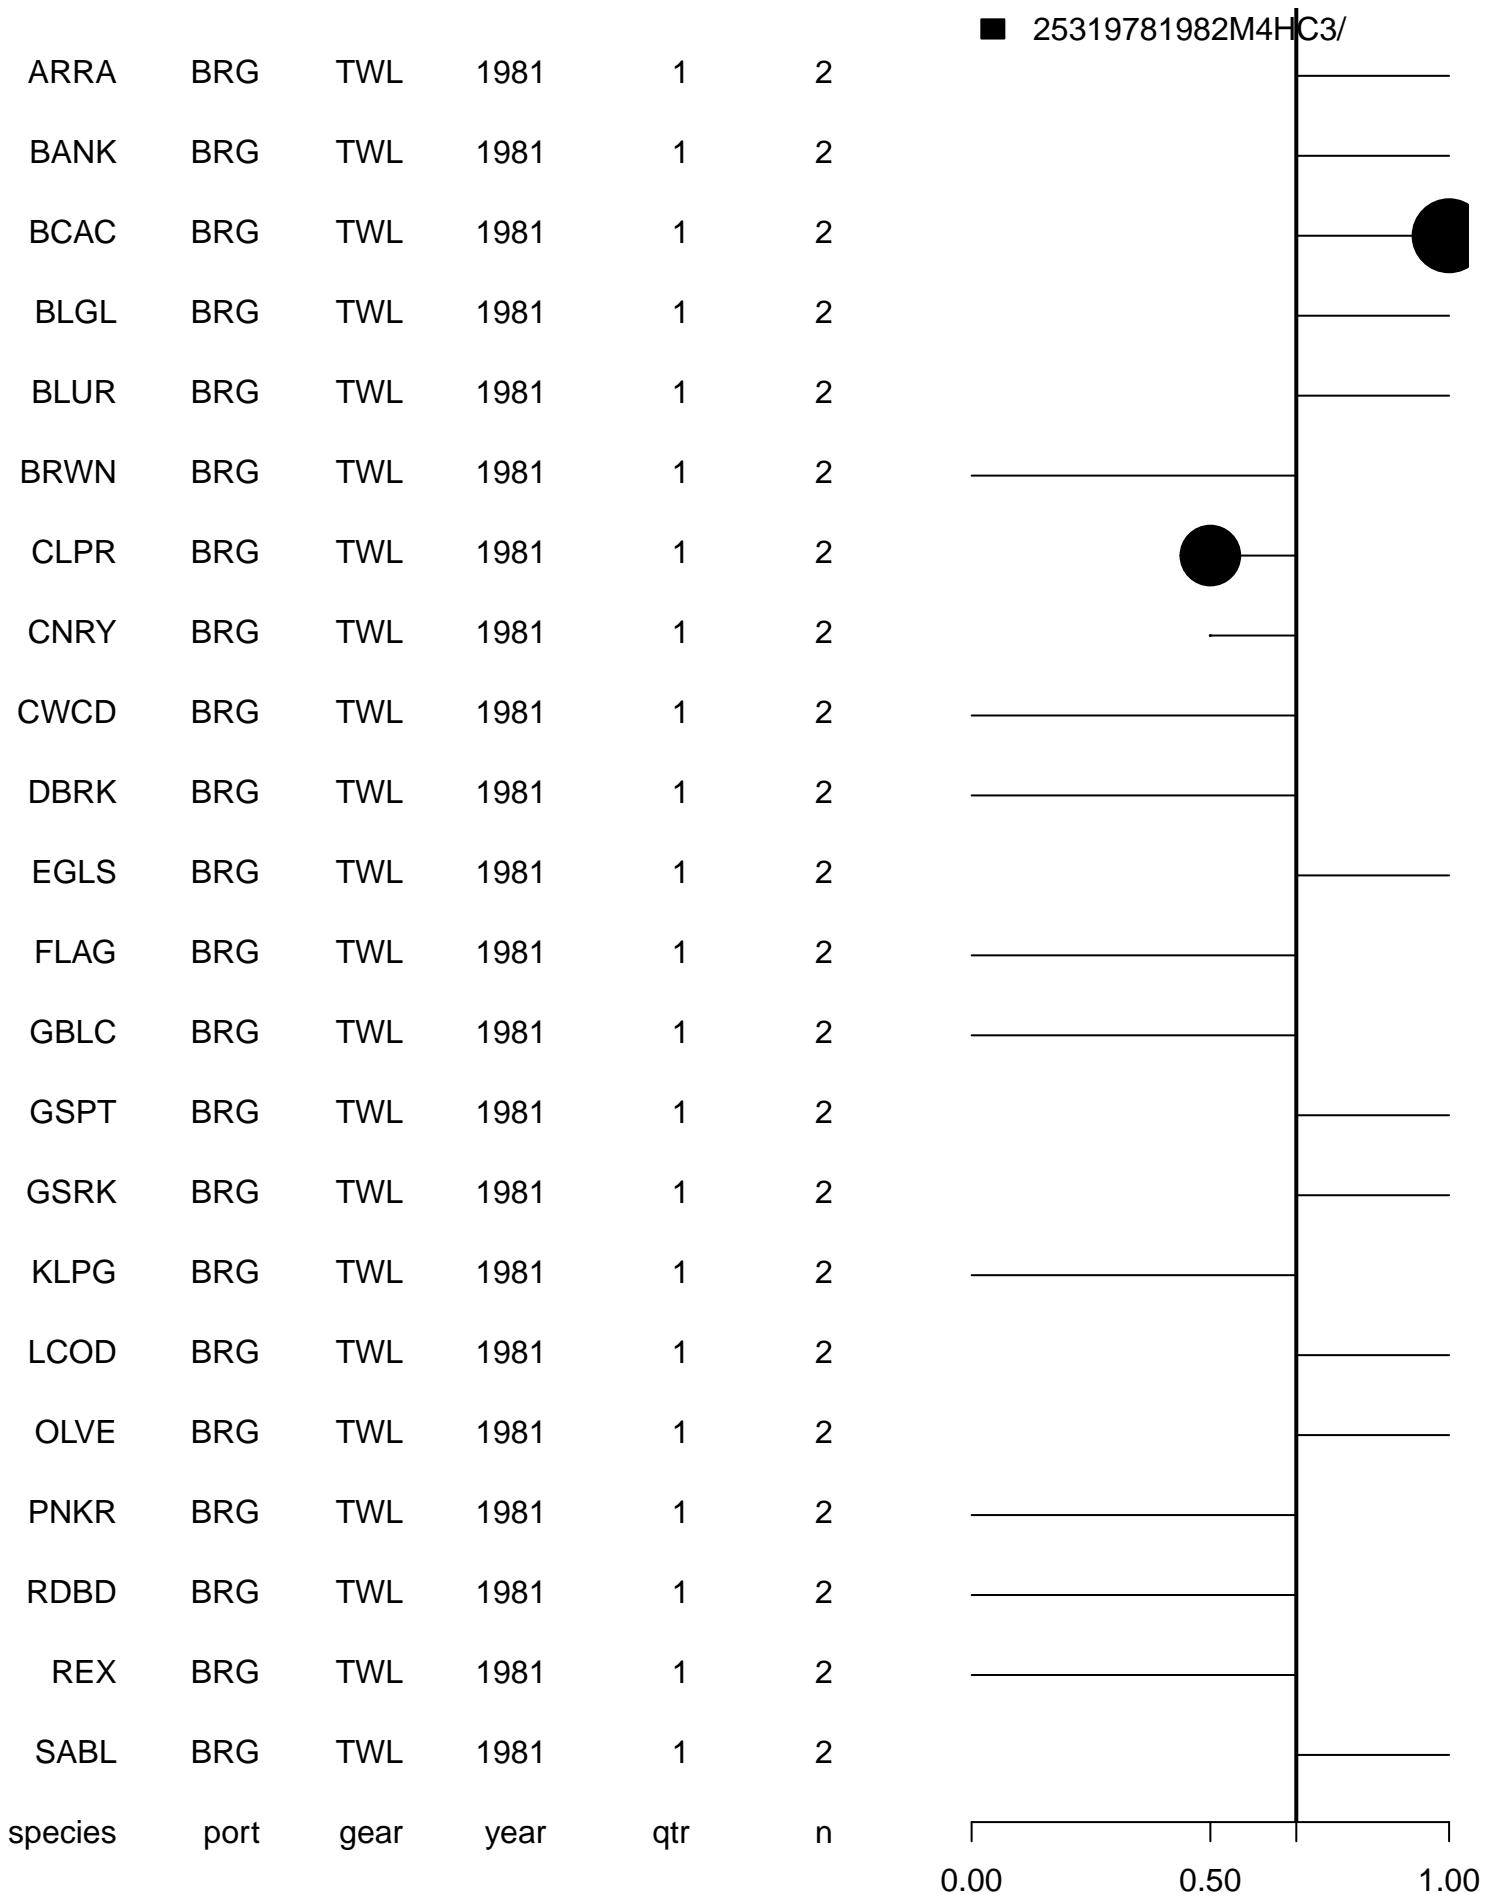 25319781982M4HC3/
ARRA BRG TWL 1981 1 2
BANK BRG TWL 1981 1 2
BCAC BRG TWL 1981 1 2
BLGL BRG TWL 1981 1 2
BLUR BRG TWL 1981 1 2
BRWN BRG TWL 1981 1 2
CLPR BRG TWL 1981 1 2
CNRY BRG TWL 1981 1 2
CWCD BRG TWL 1981 1 2
DBRK BRG TWL 1981 1 2
EGLS BRG TWL 1981 1 2
FLAG BRG TWL 1981 1 2
GBLC BRG TWL 1981 1 2
GSPT BRG TWL 1981 1 2
GSRK BRG TWL 1981 1 2
KLPG BRG TWL 1981 1 2
LCOD BRG TWL 1981 1 2
OLVE BRG TWL 1981 1 2
PNKR BRG TWL 1981 1 2
RDBD BRG TWL 1981 1 2
REX BRG TWL 1981 1 2
SABL BRG TWL 1981 1 2
species port gear year qtr n
0.00 0.50 1.00